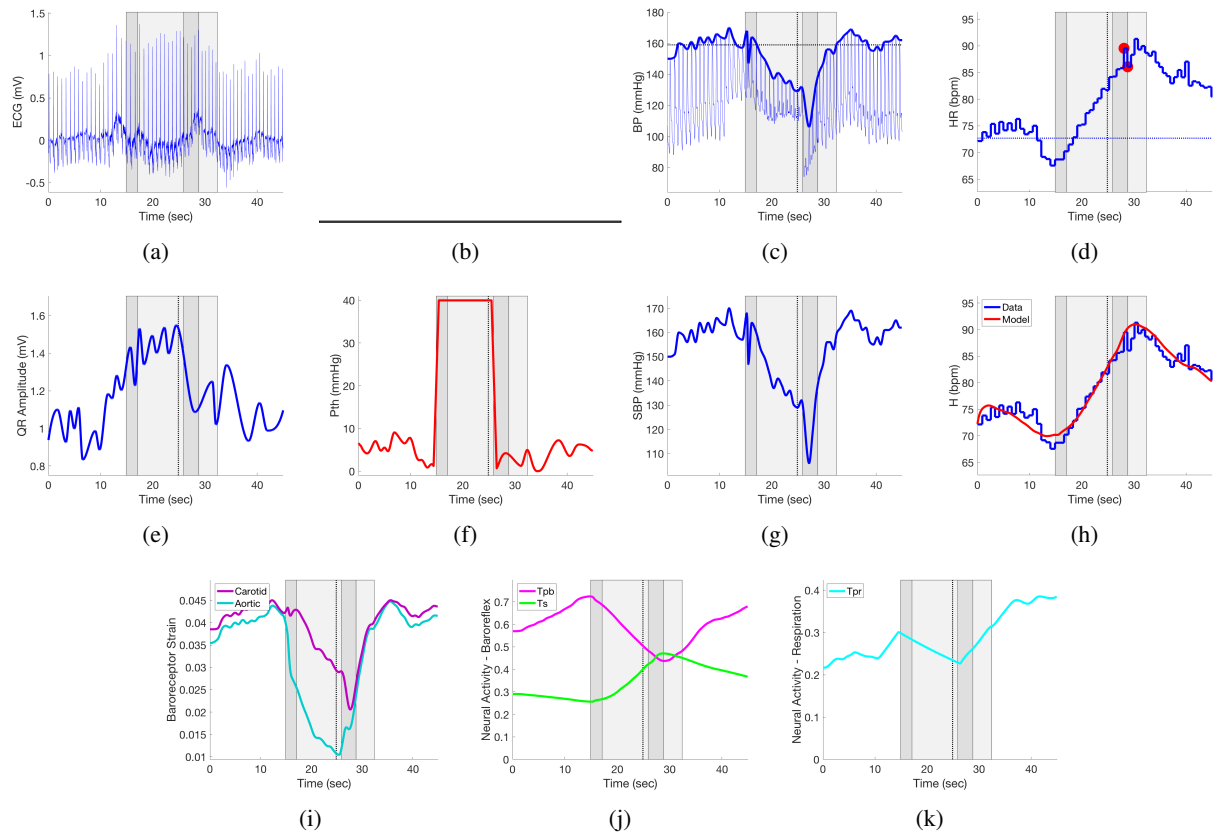 ECG (mV)
1.5
1
0.5
0
-0.5
0 10 20 30 40
Time (sec)
(a)
(b)
BP (mmHg)
180
160
140
120
100
80
0 10 20 30 40
Time (sec)
(c)
HR (bpm)
95
90
85
80
75
70
65
0 10 20 30 40
Time (sec)
(d)
QR Amplitude (mV)
1.6
1.4
1.2
1
0.8
0 10 20 30 40
Time (sec)
(e)
Pth (mmHg)
40
30
20
10
0
0 10 20 30 40
Time (sec)
(f)
SBP (mmHg)
170
160
150
140
130
120
110
0 10 20 30 40
Time (sec)
(g)
H (bpm)
95
90
85
80
75
70
65
Data
Model
0 10 20 30 40
Time (sec)
(h)
Baroreceptor Strain
0.045
0.04
0.035
0.03
0.025
0.02
0.015
0.01
Carotid
Aortic
0 10 20 30 40
Time (sec)
(i)
Neural Activity - Baroreflex
0.7
0.6
0.5
0.4
0.3
0.2
0.1
0
Tpb
Ts
0 10 20 30 40
Time (sec)
(j)
Neural Activity - Respiration
0.4
0.3
0.2
0.1
0
Tpr
0 10 20 30 40
Time (sec)
(k)